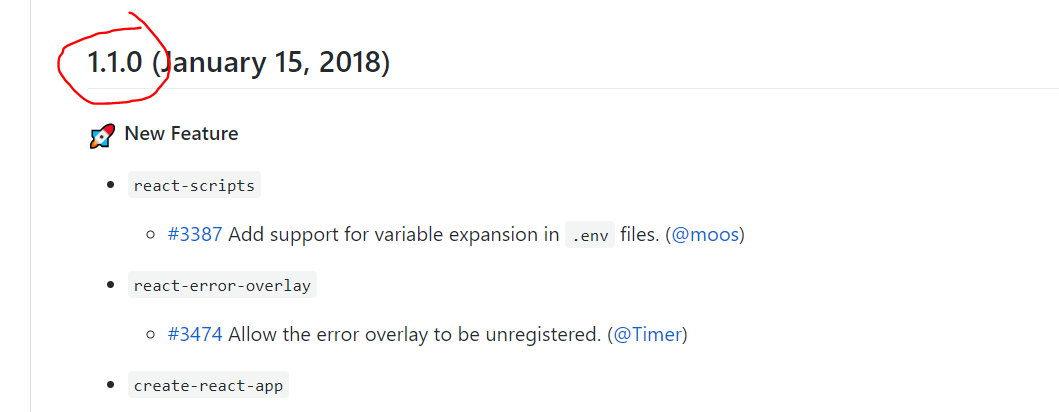 1.1.0 (January 15, 2018)
New Feature
react-scripts
#3387 Add support for variable expansion in .env files. (@moos)
react-error-overlay
#3474 Allow the error overlay to be unregistered. (@Timer)
create-react-app